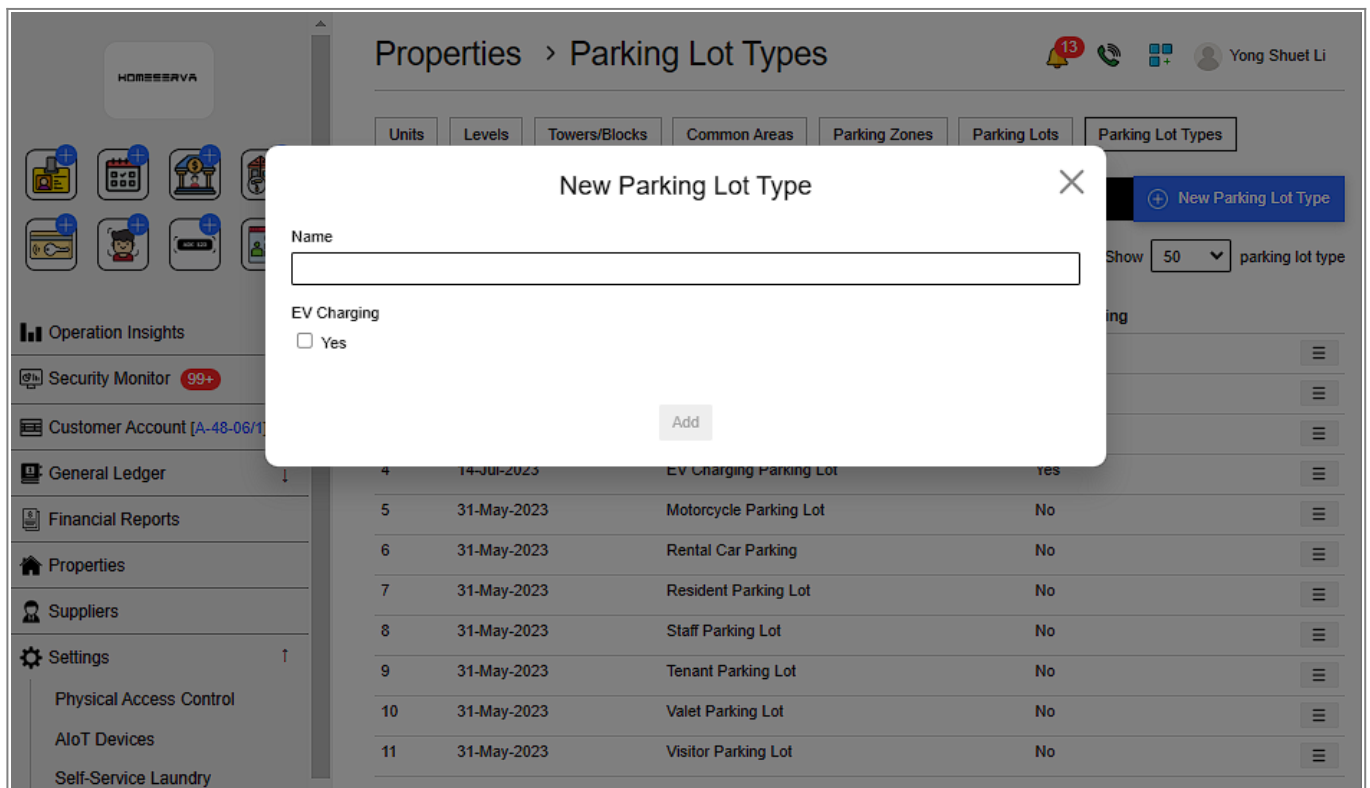 HOMESERVA
Properties > Parking Lot Types
13
Yong Shuet Li
Units Levels Towers/Blocks Common Areas Parking Zones Parking Lots Parking Lot Types
New Parking Lot Type
New Parking Lot Type
Name
Show 50 parking lot type
EV Charging
Yes
ing
Add
ABC 123
Operation Insights
Security Monitor 99+
Customer Account [A-48-06/1]
General Ledger
Financial Reports
Properties
Suppliers
Settings
Physical Access Control
AIoT Devices
Self-Service Laundry
4 14-Jul-2023 EV Charging Parking Lot Yes
5 31-May-2023 Motorcycle Parking Lot No
6 31-May-2023 Rental Car Parking No
7 31-May-2023 Resident Parking Lot No
8 31-May-2023 Staff Parking Lot No
9 31-May-2023 Tenant Parking Lot No
10 31-May-2023 Valet Parking Lot No
11 31-May-2023 Visitor Parking Lot No